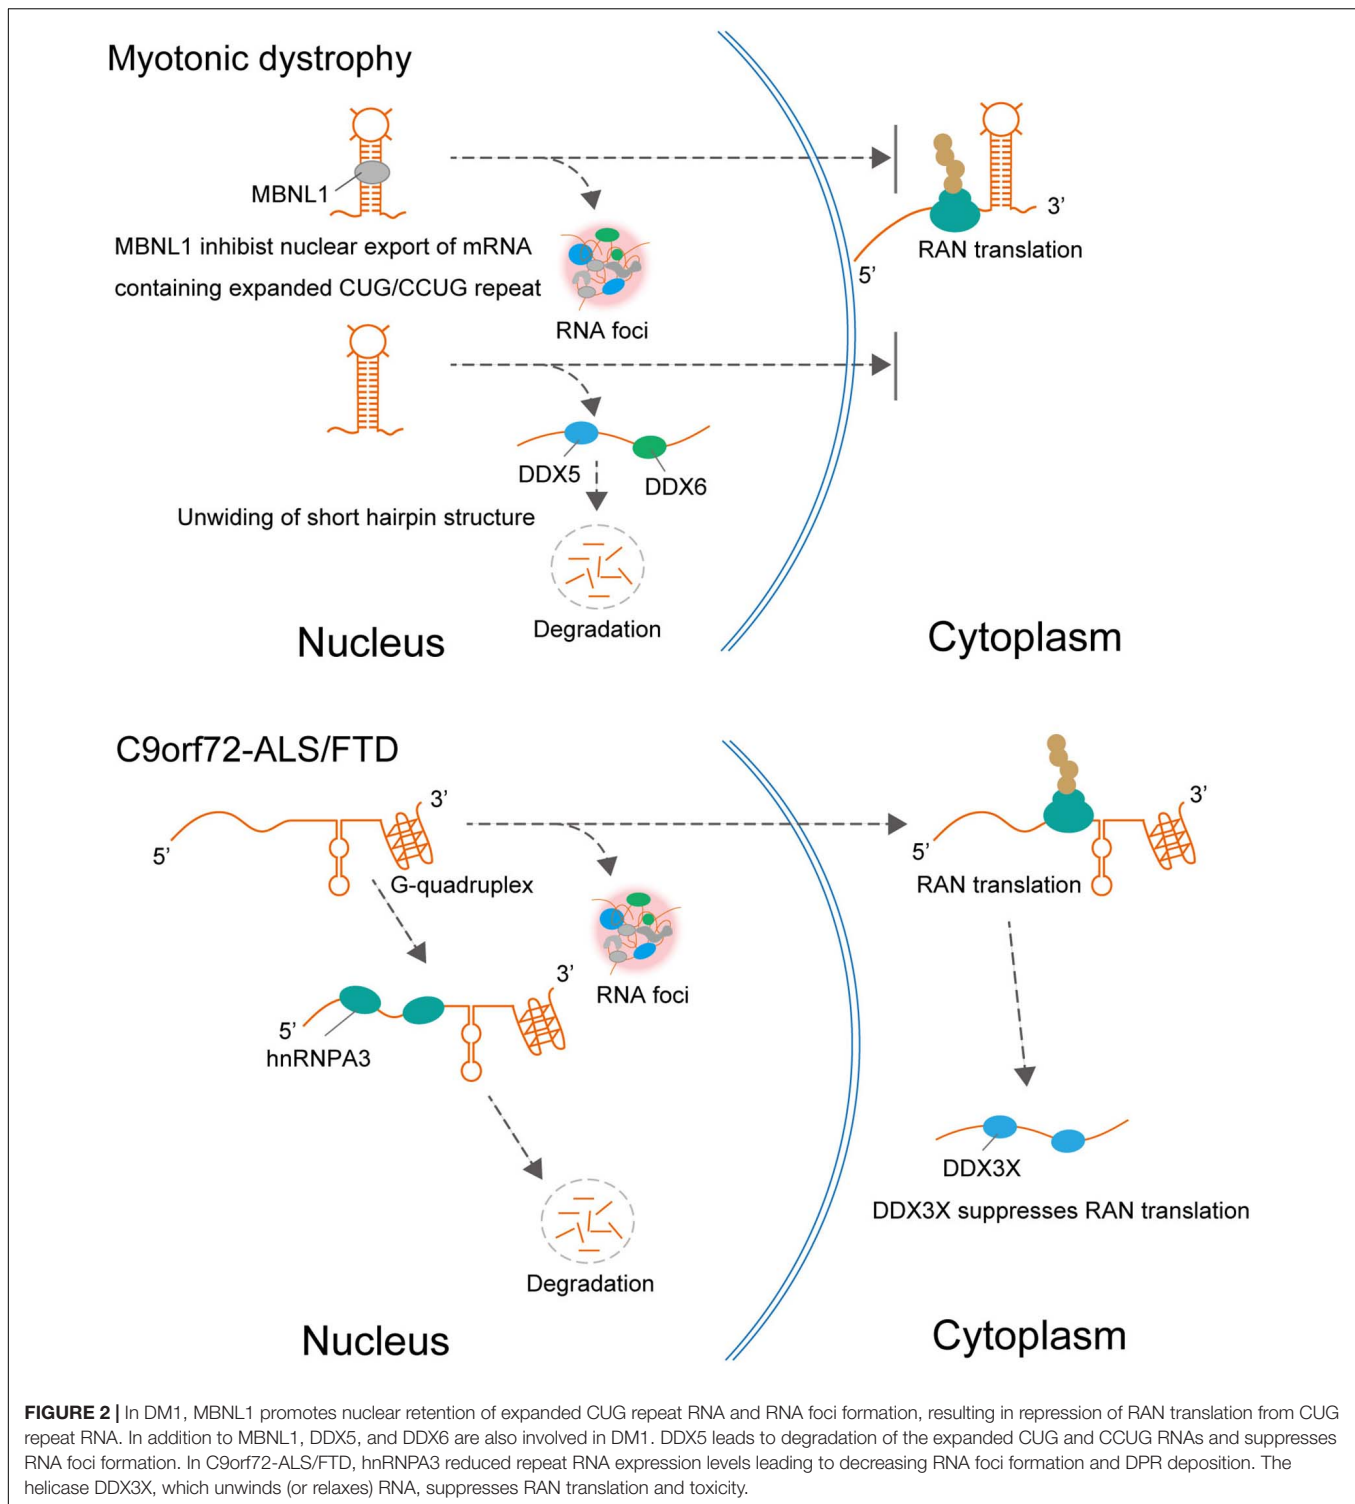 Myotonic dystrophy
MBNL1
MBNL1 inhibist nuclear export of mRNA
containing expanded CUG/CCUG repeat
RNA foci
3’
RAN translation
5’
DDX5
DDX6
Unwiding of short hairpin structure
Degradation
Nucleus
Cytoplasm
C9orf72-ALS/FTD
3’
5’
G-quadruplex
3’
5’
RAN translation
RNA foci
3’
5’
hnRNPA3
DDX3X
DDX3X suppresses RAN translation
Degradation
Nucleus
Cytoplasm
FIGURE 2 | In DM1, MBNL1 promotes nuclear retention of expanded CUG repeat RNA and RNA foci formation, resulting in repression of RAN translation from CUG
repeat RNA. In addition to MBNL1, DDX5, and DDX6 are also involved in DM1. DDX5 leads to degradation of the expanded CUG and CCUG RNAs and suppresses
RNA foci formation. In C9orf72-ALS/FTD, hnRNPA3 reduced repeat RNA expression levels leading to decreasing RNA foci formation and DPR deposition. The
helicase DDX3X, which unwinds (or relaxes) RNA, suppresses RAN translation and toxicity.